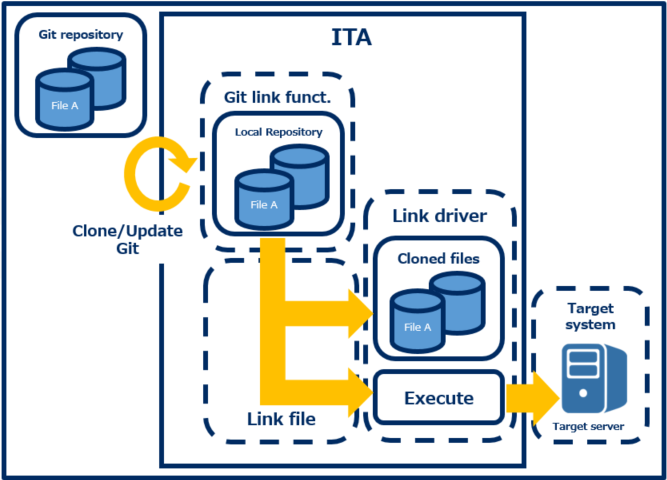 Git repository
File A
ITA
Git link funct.
Local Repository
File A
Clone/Update
Git
Link driver
Cloned files
File A
Execute
Link file
Target
system
Target server